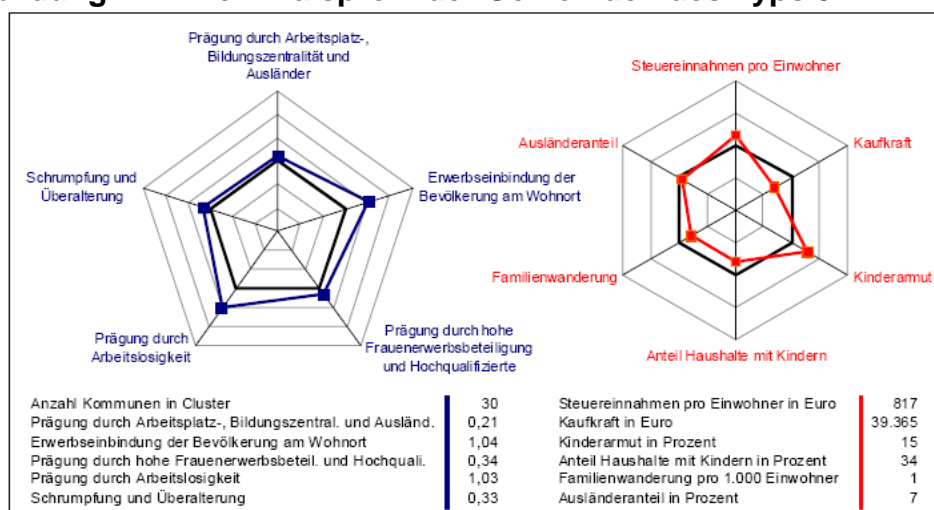 Prägung durch Arbeitsplatz-,
Bildungszentralität und
Ausländer
Erwerbseinbindung der
Bevölkerung am Wohnort
Prägung durch hohe
Frauenerwerbsbeteiligung
und Hochqualifizierte
Prägung durch
Arbeitslosigkeit
Schrumpfung und
Überalterung
Steuereinnahmen pro Einwohner
Kaufkraft
Kinderarmut
Anteil Haushalte mit Kindern
Familienwanderung
Ausländeranteil
Anzahl Kommunen in Cluster 30
Prägung durch Arbeitsplatz-, Bildungszentral. und Ausländ. 0,21
Erwerbseinbindung der Bevölkerung am Wohnort 1,04
Prägung durch hohe Frauenerwerbsbeteil. und Hochquali. 0,34
Prägung durch Arbeitslosigkeit 1,03
Schrumpfung und Überalterung 0,33
Steuereinnahmen pro Einwohner in Euro 817
Kaufkraft in Euro 39.365
Kinderarmut in Prozent 15
Anteil Haushalte mit Kindern in Prozent 34
Familienwanderung pro 1.000 Einwohner 1
Ausländeranteil in Prozent 7